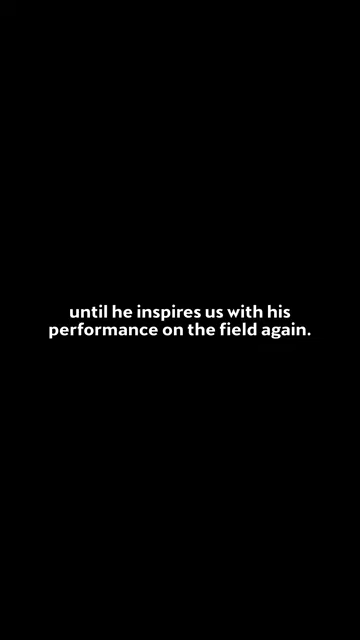 until he inspires us with his
performance on the field again.